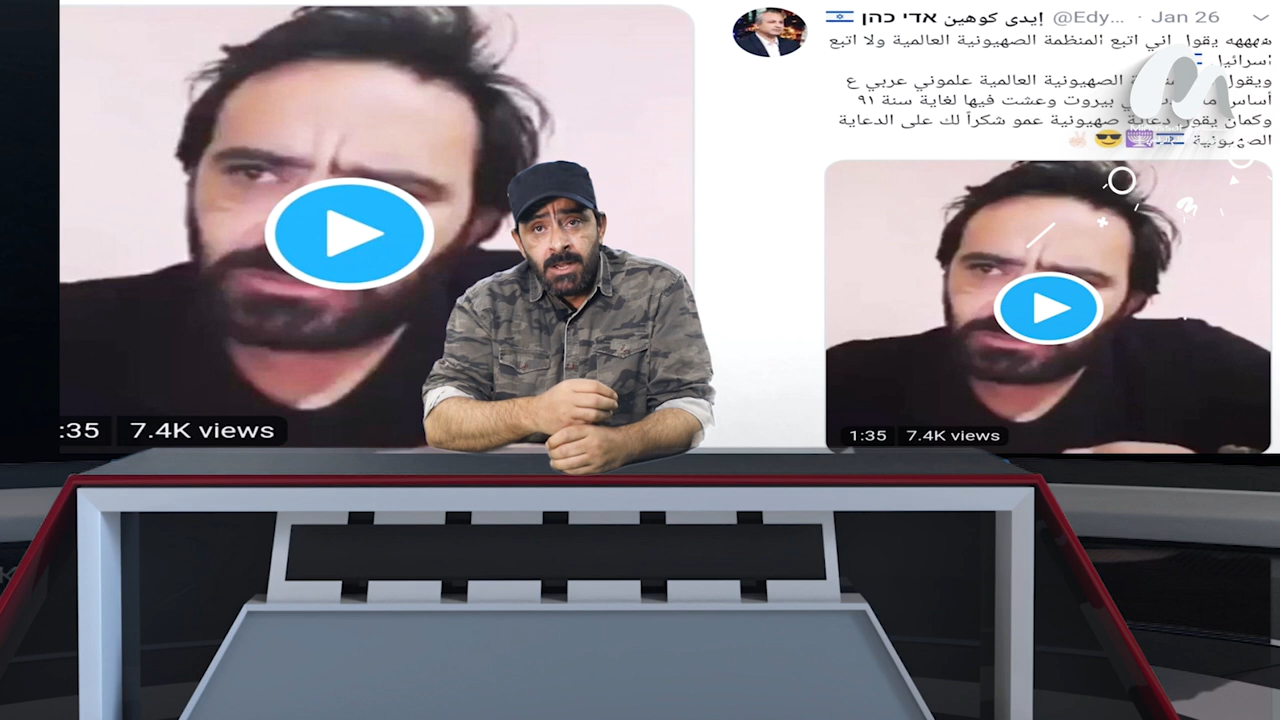 إيدي كوهين אדי כהן 🇮🇱 @Edy... · Jan 26
ههههه يقول اني اتبع المنظمة الصهيونية العالمية ولا اتبع
اسرائيل
ويقول الصهيونية العالمية علموني عربي ع
أساس بيروت وعشت فيها لغاية سنة ٩١
وكمان يقول دعاية صهيونية عمو شكراً لك على الدعاية
الصهيونية 🇮🇱🕎😎✌🏻
:35 7.4K views
1:35 7.4K views